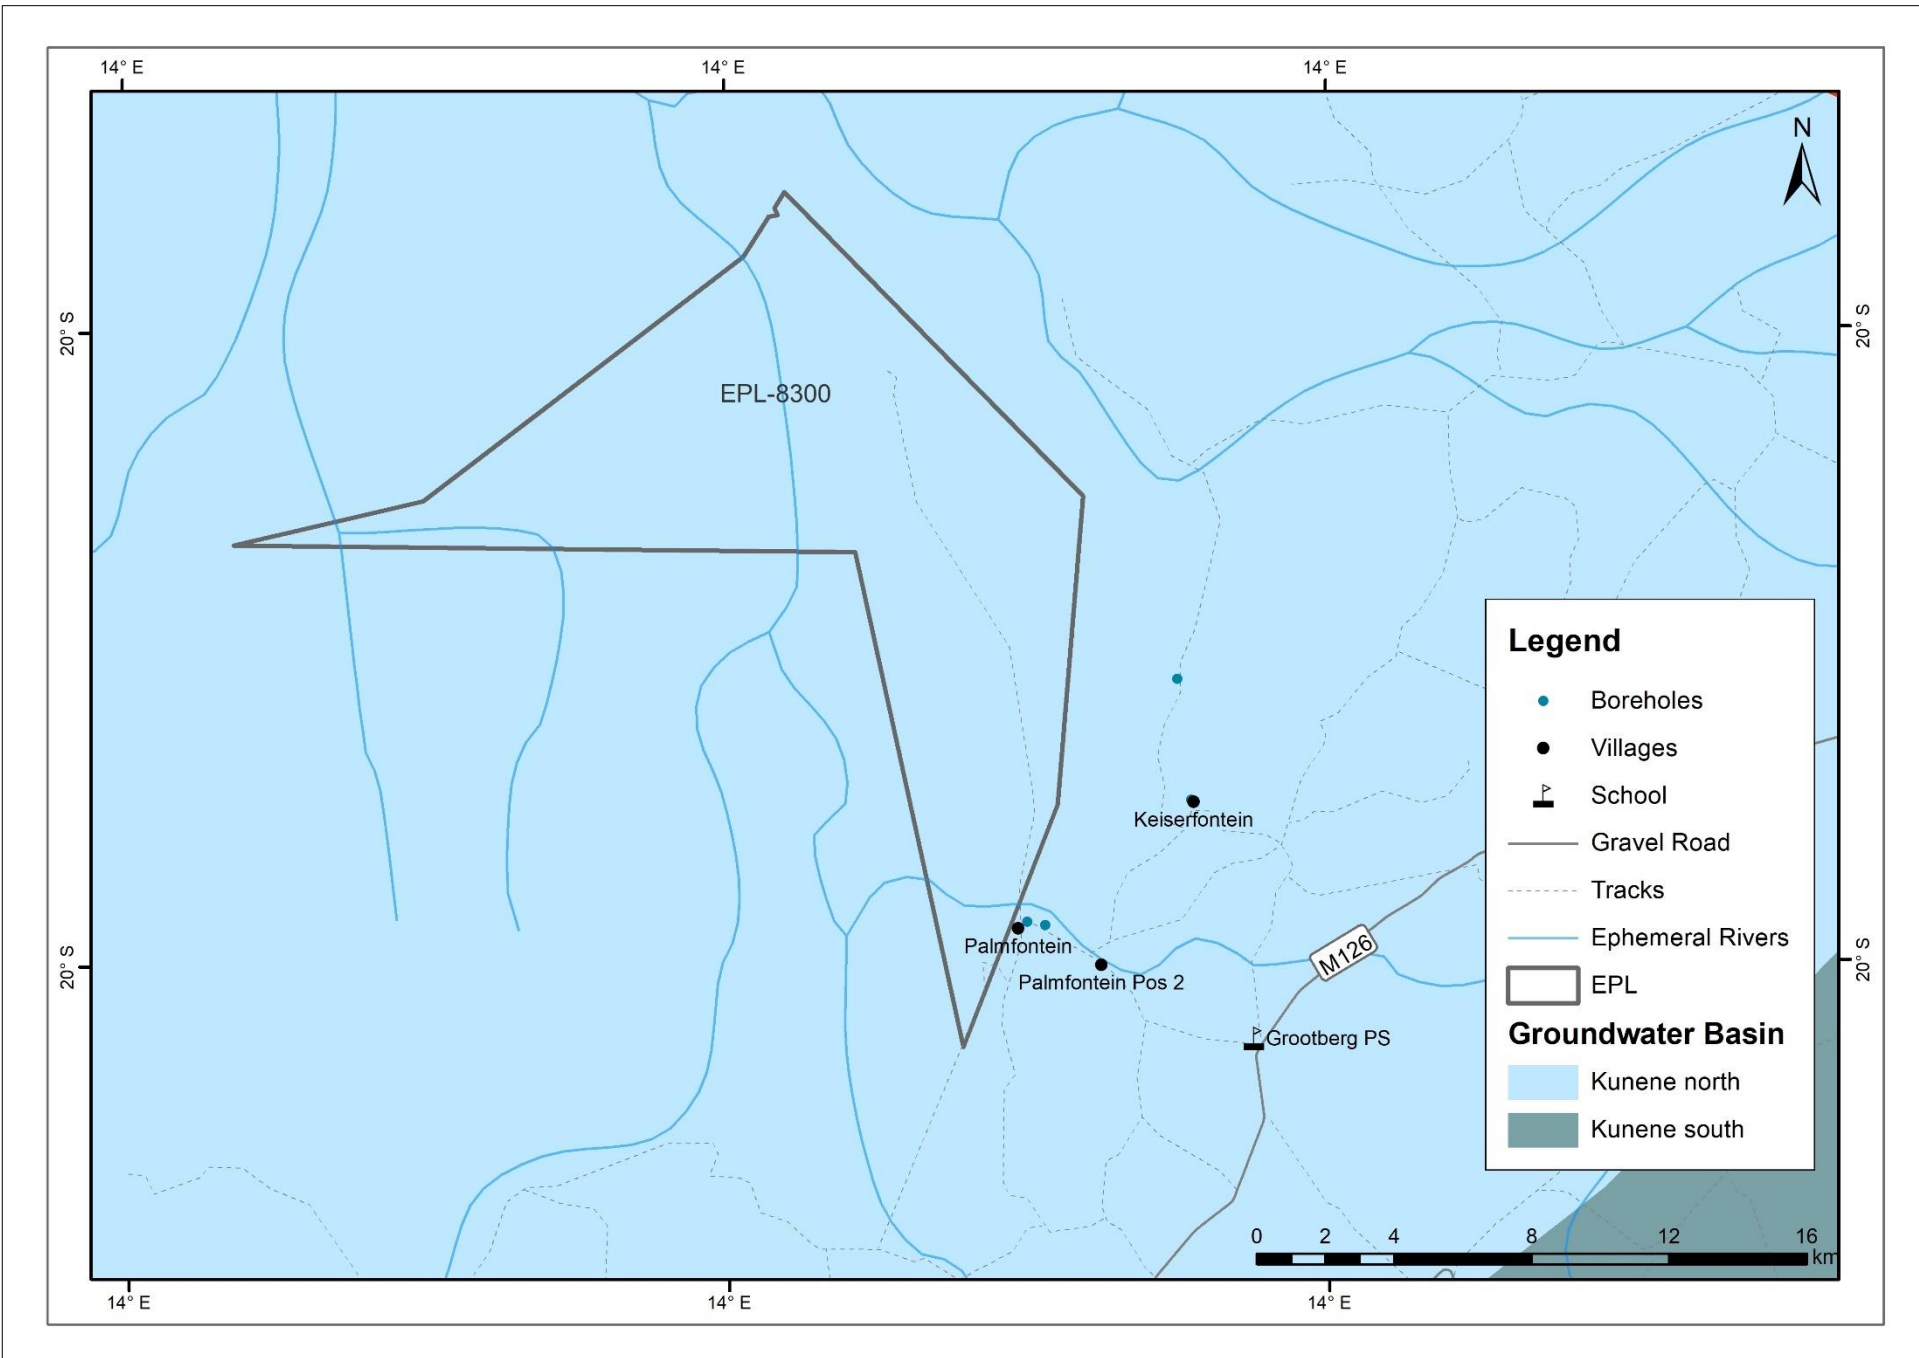 14° E
14° E
14° E
N
20° S
20° S
EPL-8300
Legend
Boreholes
Villages
School
Gravel Road
Tracks
Ephemeral Rivers
EPL
Groundwater Basin
Kunene north
Kunene south
Keiserfontein
Palmfontein
Palmfontein Pos 2
M126
Grootberg PS
20° S
20° S
0 2 4 8 12 16
km
14° E
14° E
14° E